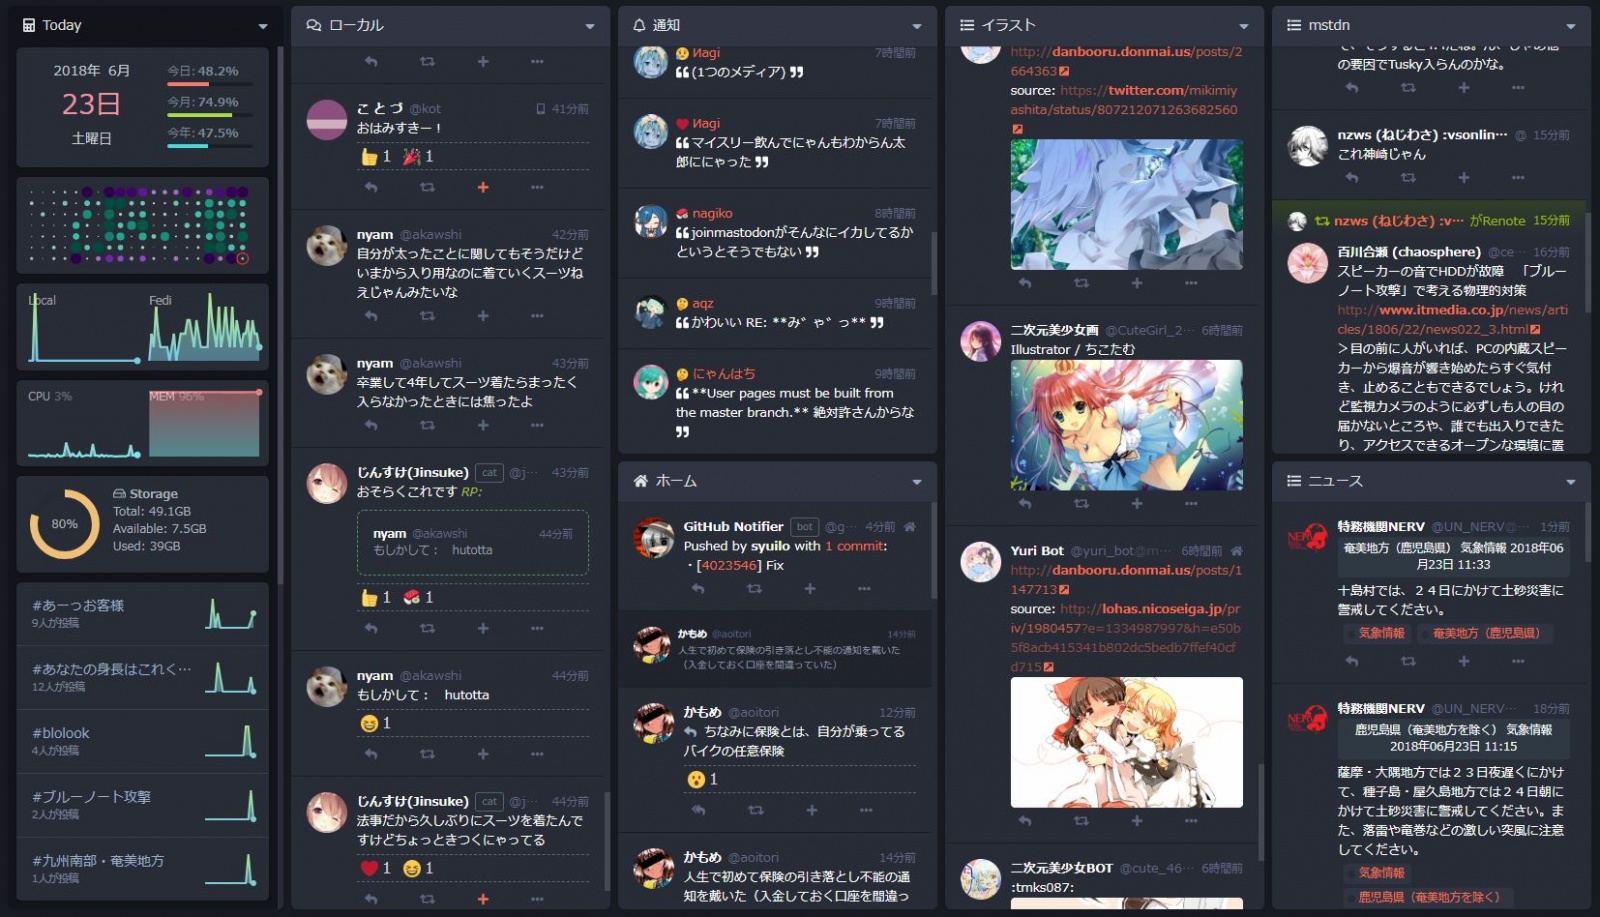 Today
2018年 6月
23日
土曜日
今日: 48.2%
今月: 74.9%
今年: 47.5%
Local
Fedi
CPU 3%
MEM 96%
80%
Storage
Total: 49.1GB
Available: 7.5GB
Used: 39GB
#あーっお客様
9人が投稿
#あなたの身長はこれく…
12人が投稿
#blolook
4人が投稿
#ブルーノート攻撃
2人が投稿
#九州南部・奄美地方
1人が投稿
ローカル
ことづ @kot 41分前
おはみすきー！
1 1
nyam @akawshi 42分前
自分が太ったことに関してもそうだけど
いまから入り用なのに着ていくスーツね
えじゃんみたいな
nyam @akawshi 43分前
卒業して4年してスーツ着たらまったく
入らなかったときには焦ったよ
じんすけ(Jinsuke) cat @j… 43分前
おそらくこれです RP:
nyam @akawshi 44分前
もしかして： hutotta
1 1
nyam @akawshi 44分前
もしかして： hutotta
1
じんすけ(Jinsuke) cat @j… 44分前
法事だから久しぶりにスーツを着たんで
すけどちょっときつくにゃってる
1 1
通知
Иagi 7時間前
(1つのメディア)
Иagi 7時間前
マイスリー飲んでにゃんもわからん太
郎ににゃった
nagiko 8時間前
joinmastodonがそんなにイカしてるか
というとそうでもない
aqz 9時間前
かわいい RE: **み゛ゃ゛っ**
にゃんはち 9時間前
**User pages must be built from
the master branch.** 絶対許さんからな
ホーム
GitHub Notifier bot @g… 4分前
Pushed by syuilo with 1 commit:
・[4023546] Fix
かもめ @aoitori 14分前
人生で初めて保険の引き落とし不能の通知を戴いた
（入金しておく口座を間違っていた）
かもめ @aoitori 12分前
ちなみに保険とは、自分が乗ってる
バイクの任意保険
1
かもめ @aoitori 14分前
人生で初めて保険の引き落とし不能の通
知を戴いた（入金しておく口座を間違っ
イラスト
http://danbooru.donmai.us/posts/2
664363
source: https://twitter.com/mikimiy
ashita/status/807212071263682560
二次元美少女画 @CuteGirl_2… 6時間前
Illustrator / ちこたむ
Yuri Bot @yuri_bot@m… 6時間前
http://danbooru.donmai.us/posts/1
147713
source: http://lohas.nicoseiga.jp/pr
iv/1980457?e=1334987997&h=e50b
5f8acb415341b802dc5bedb7ffef40cf
d715
二次元美少女BOT @cute_46… 6時間前
:tmks087:
mstdn
の要因でTusky入らんのかな。
nzws (ねじわさ) :vsonlin… @ 15分前
これ神崎じゃん
nzws (ねじわさ) :v… がRenote 15分前
百川合瀬 (chaosphere) @ce… 16分前
スピーカーの音でHDDが故障 「ブルー
ノート攻撃」で考える物理的対策
http://www.itmedia.co.jp/news/arti
cles/1806/22/news022_3.html
＞目の前に人がいれば、PCの内蔵スピー
カーから爆音が響き始めたらすぐ気付
き、止めることもできるでしょう。けれ
ど監視カメラのように必ずしも人の目の
届かないところや、誰でも出入りできた
り、アクセスできるオープンな環境に置
ニュース
特務機関NERV @UN_NERV@… 1分前
奄美地方（鹿児島県） 気象情報 2018年06
月23日 11:33
十島村では、２４日にかけて土砂災害に
警戒してください。
気象情報 奄美地方（鹿児島県）
特務機関NERV @UN_NERV… 18分前
鹿児島県（奄美地方を除く） 気象情報
2018年06月23日 11:15
薩摩・大隅地方では２３日夜遅くにかけ
て、種子島・屋久島地方では２４日朝に
かけて土砂災害に警戒してください。ま
た、落雷や竜巻などの激しい突風に注意
してください。
気象情報
鹿児島県（奄美地方を除く）